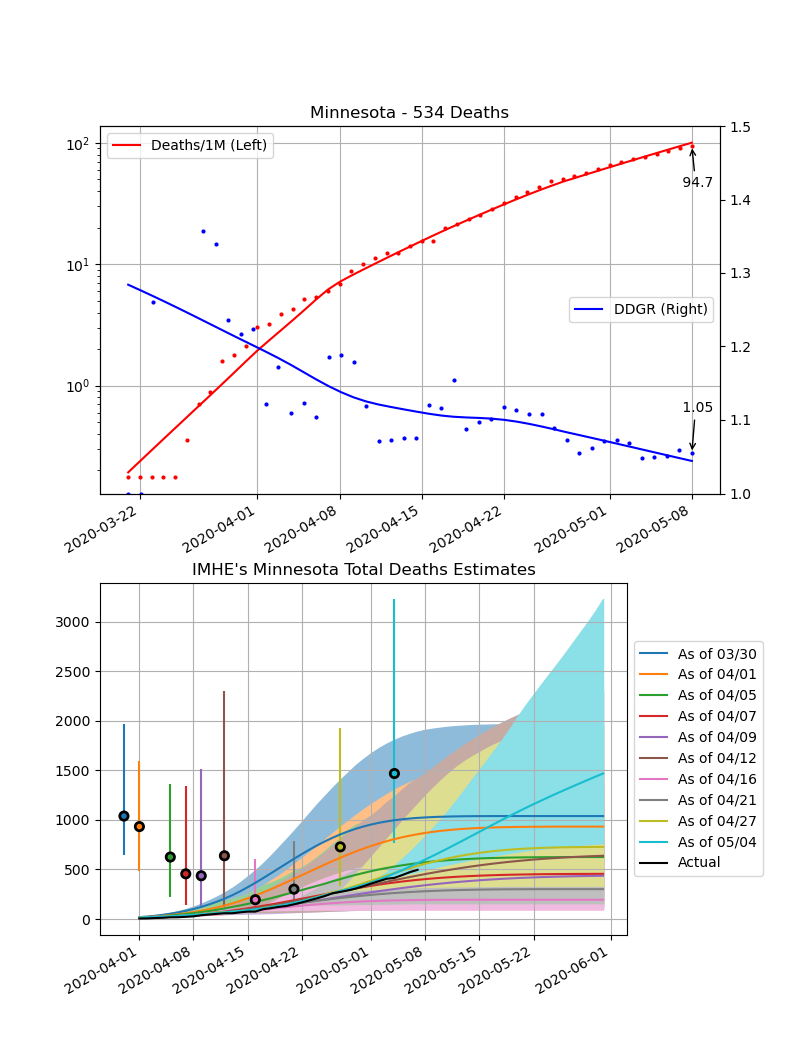 Minnesota - 534 Deaths
Deaths/1M (Left)
DDGR (Right)
94.7
1.05
10²
10¹
10⁰
1.5
1.4
1.3
1.2
1.1
1.0
2020-03-22
2020-04-01
2020-04-08
2020-04-15
2020-04-22
2020-05-01
2020-05-08
IMHE's Minnesota Total Deaths Estimates
3000
2500
2000
1500
1000
500
0
2020-04-01
2020-04-08
2020-04-15
2020-04-22
2020-05-01
2020-05-08
2020-05-15
2020-05-22
2020-06-01
As of 03/30
As of 04/01
As of 04/05
As of 04/07
As of 04/09
As of 04/12
As of 04/16
As of 04/21
As of 04/27
As of 05/04
Actual